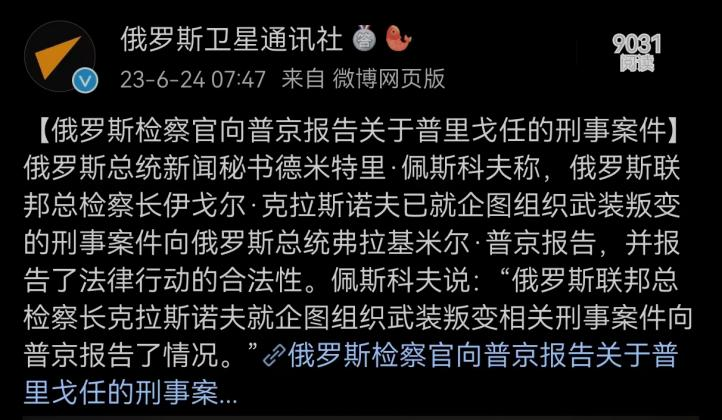 俄罗斯卫星通讯社
答
9031
阅读
23-6-24 07:47 来自 微博网页版
【俄罗斯检察官向普京报告关于普里戈任的刑事案件】
俄罗斯总统新闻秘书德米特里·佩斯科夫称，俄罗斯联
邦总检察长伊戈尔·克拉斯诺夫已就企图组织武装叛变
的刑事案件向俄罗斯总统弗拉基米尔·普京报告，并报
告了法律行动的合法性。佩斯科夫说：“俄罗斯联邦总
检察长克拉斯诺夫就企图组织武装叛变相关刑事案件向
普京报告了情况。”俄罗斯检察官向普京报告关于普
里戈任的刑事案...